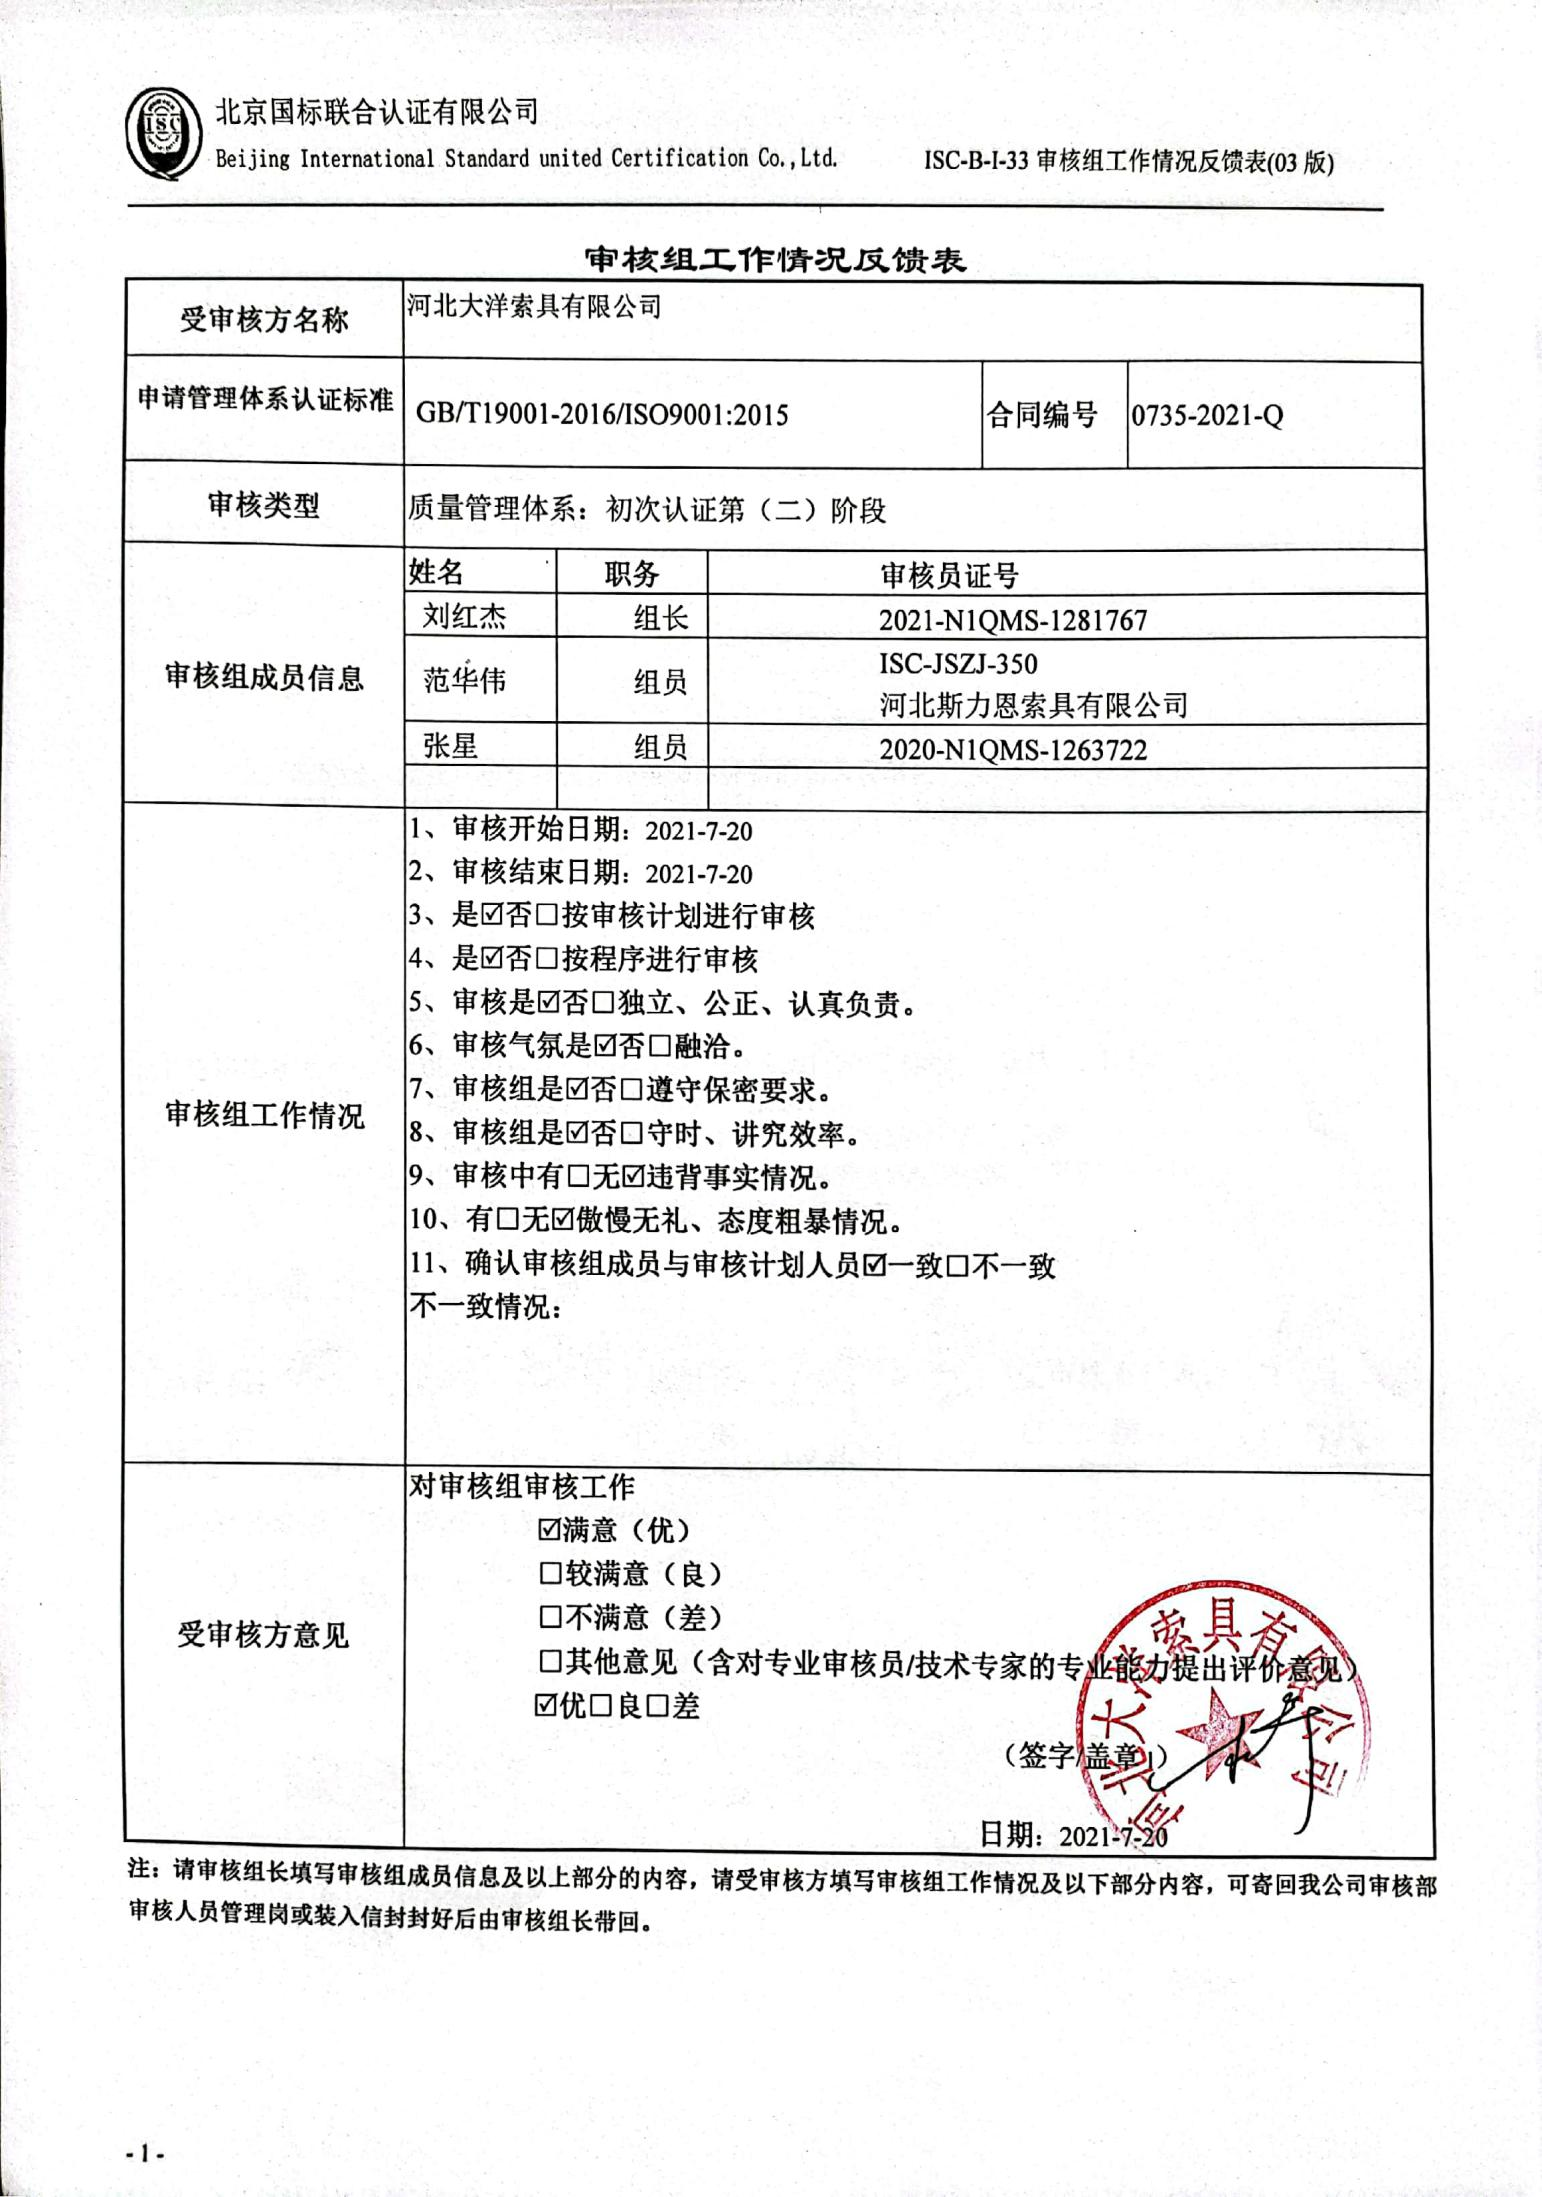 ISC
北京国标联合认证有限公司
Beijing International Standard united Certification Co.,Ltd.
ISC-B-I-33 审核组工作情况反馈表(03 版)
审核组工作情况反馈表
受审核方名称
河北大洋索具有限公司
申请管理体系认证标准
GB/T19001-2016/ISO9001:2015
合同编号
0735-2021-Q
审核类型
质量管理体系：初次认证第（二）阶段
审核组成员信息
姓名 职务 审核员证号
刘红杰 组长 2021-N1QMS-1281767
范华伟 组员 ISC-JSZJ-350
河北斯力恩索具有限公司
张星 组员 2020-N1QMS-1263722
审核组工作情况
1、审核开始日期：2021-7-20
2、审核结束日期：2021-7-20
3、是☑否☐按审核计划进行审核
4、是☑否☐按程序进行审核
5、审核是☑否☐独立、公正、认真负责。
6、审核气氛是☑否☐融洽。
7、审核组是☑否☐遵守保密要求。
8、审核组是☑否☐守时、讲究效率。
9、审核中有☐无☑违背事实情况。
10、有☐无☑傲慢无礼、态度粗暴情况。
11、确认审核组成员与审核计划人员☑一致☐不一致
不一致情况：
受审核方意见
对审核组审核工作
☑满意（优）
☐较满意（良）
☐不满意（差）
☐其他意见（含对专业审核员/技术专家的专业能力提出评价意见）
☑优☐良☐差
（签字/盖章）
河北大洋索具有限公司
日期：2021-7-20
注：请审核组长填写审核组成员信息及以上部分的内容，请受审核方填写审核组工作情况及以下部分内容，可寄回我公司审核部
审核人员管理岗或装入信封封好后由审核组长带回。
- 1 -